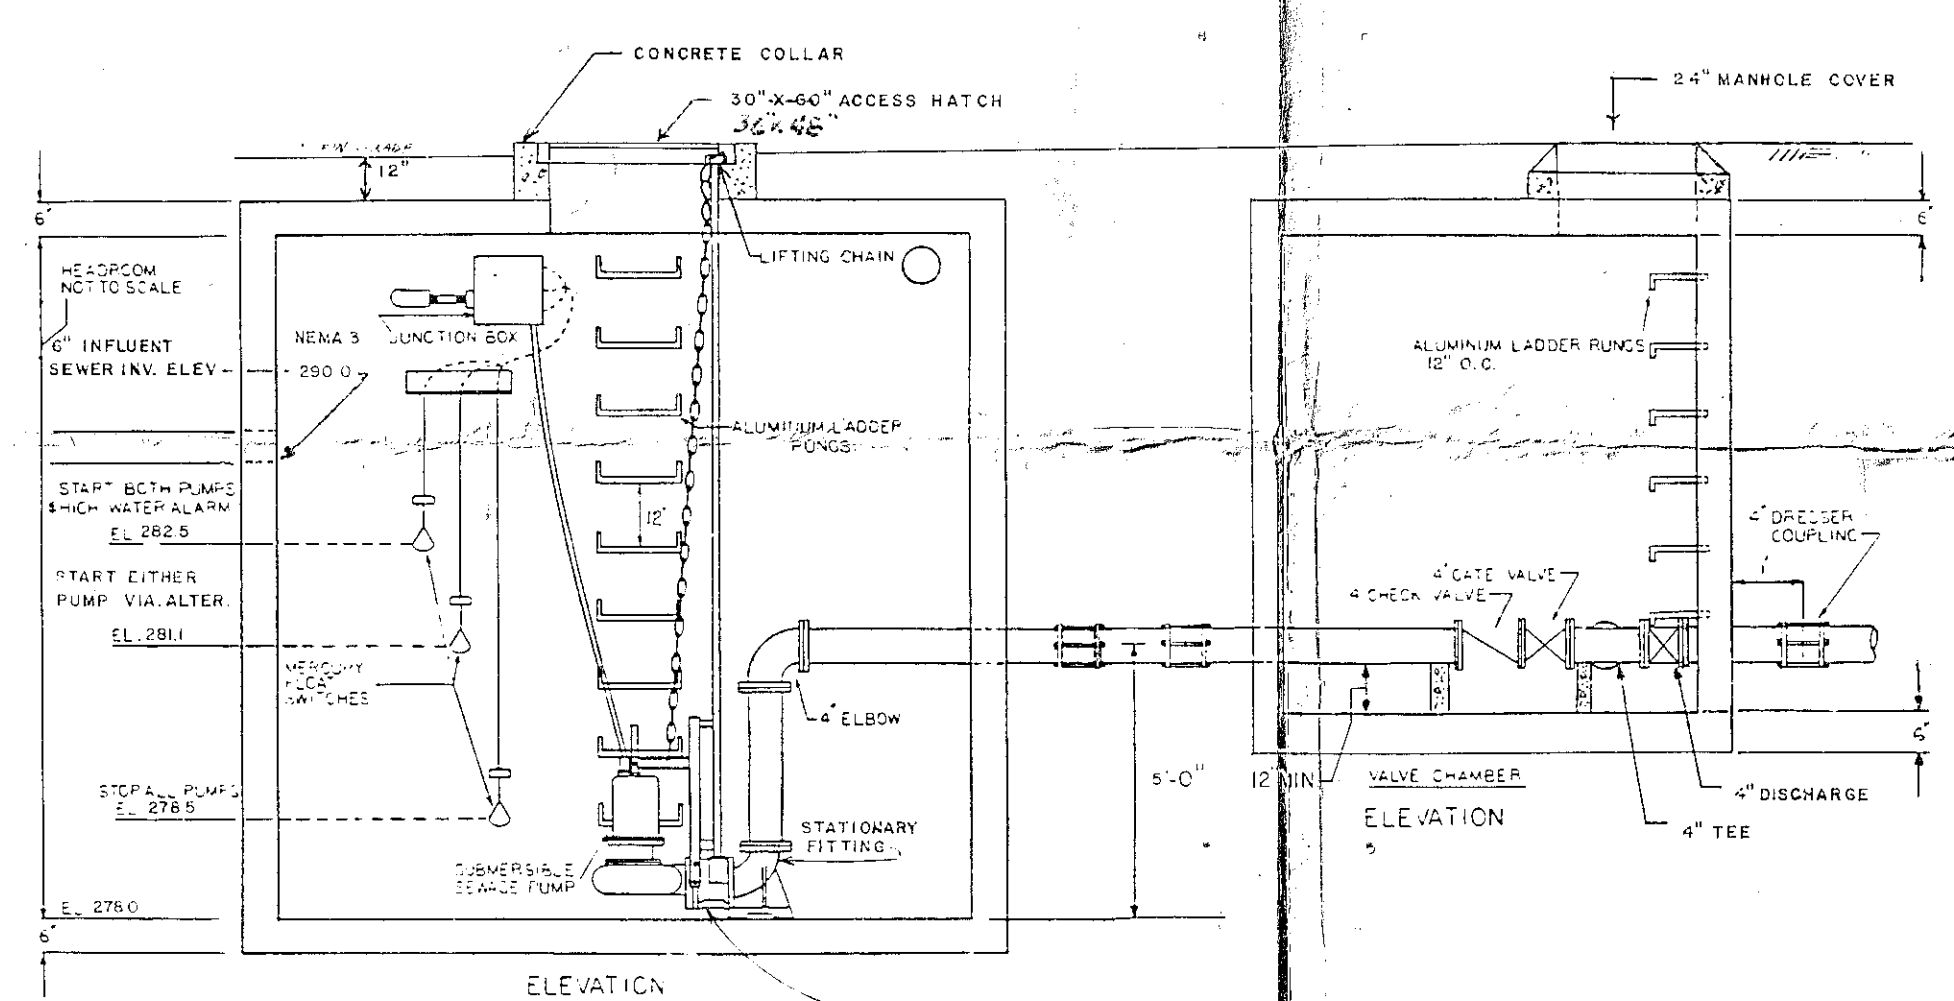 CONCRETE COLLAR
30" X 60" ACCESS HATCH
36"X 48"
24" MANHOLE COVER
12"
6"
6"
LIFTING CHAIN
HEADROOM
NOT TO SCALE
NEMA 3 JUNCTION BOX
6" INFLUENT
SEWER INV. ELEV
290.0
ALUMINUM LADDER RUNGS
12" O.C.
ALUMINUM LADDER
RUNGS
START BOTH PUMPS
& HIGH WATER ALARM
EL 282.5
12"
4" DRESSER
COUPLING
1'
START EITHER
PUMP VIA. ALTER.
EL. 281.1
4" GATE VALVE
4" CHECK VALVE
MERCURY
FLOAT
SWITCHES
4" ELBOW
6"
STOP ALL PUMPS
EL 278.5
5'-0"
12" MIN
VALVE CHAMBER
ELEVATION
4" DISCHARGE
4" TEE
STATIONARY
FITTING
SUBMERSIBLE
SEWAGE PUMP
EL 278.0
6"
ELEVATION